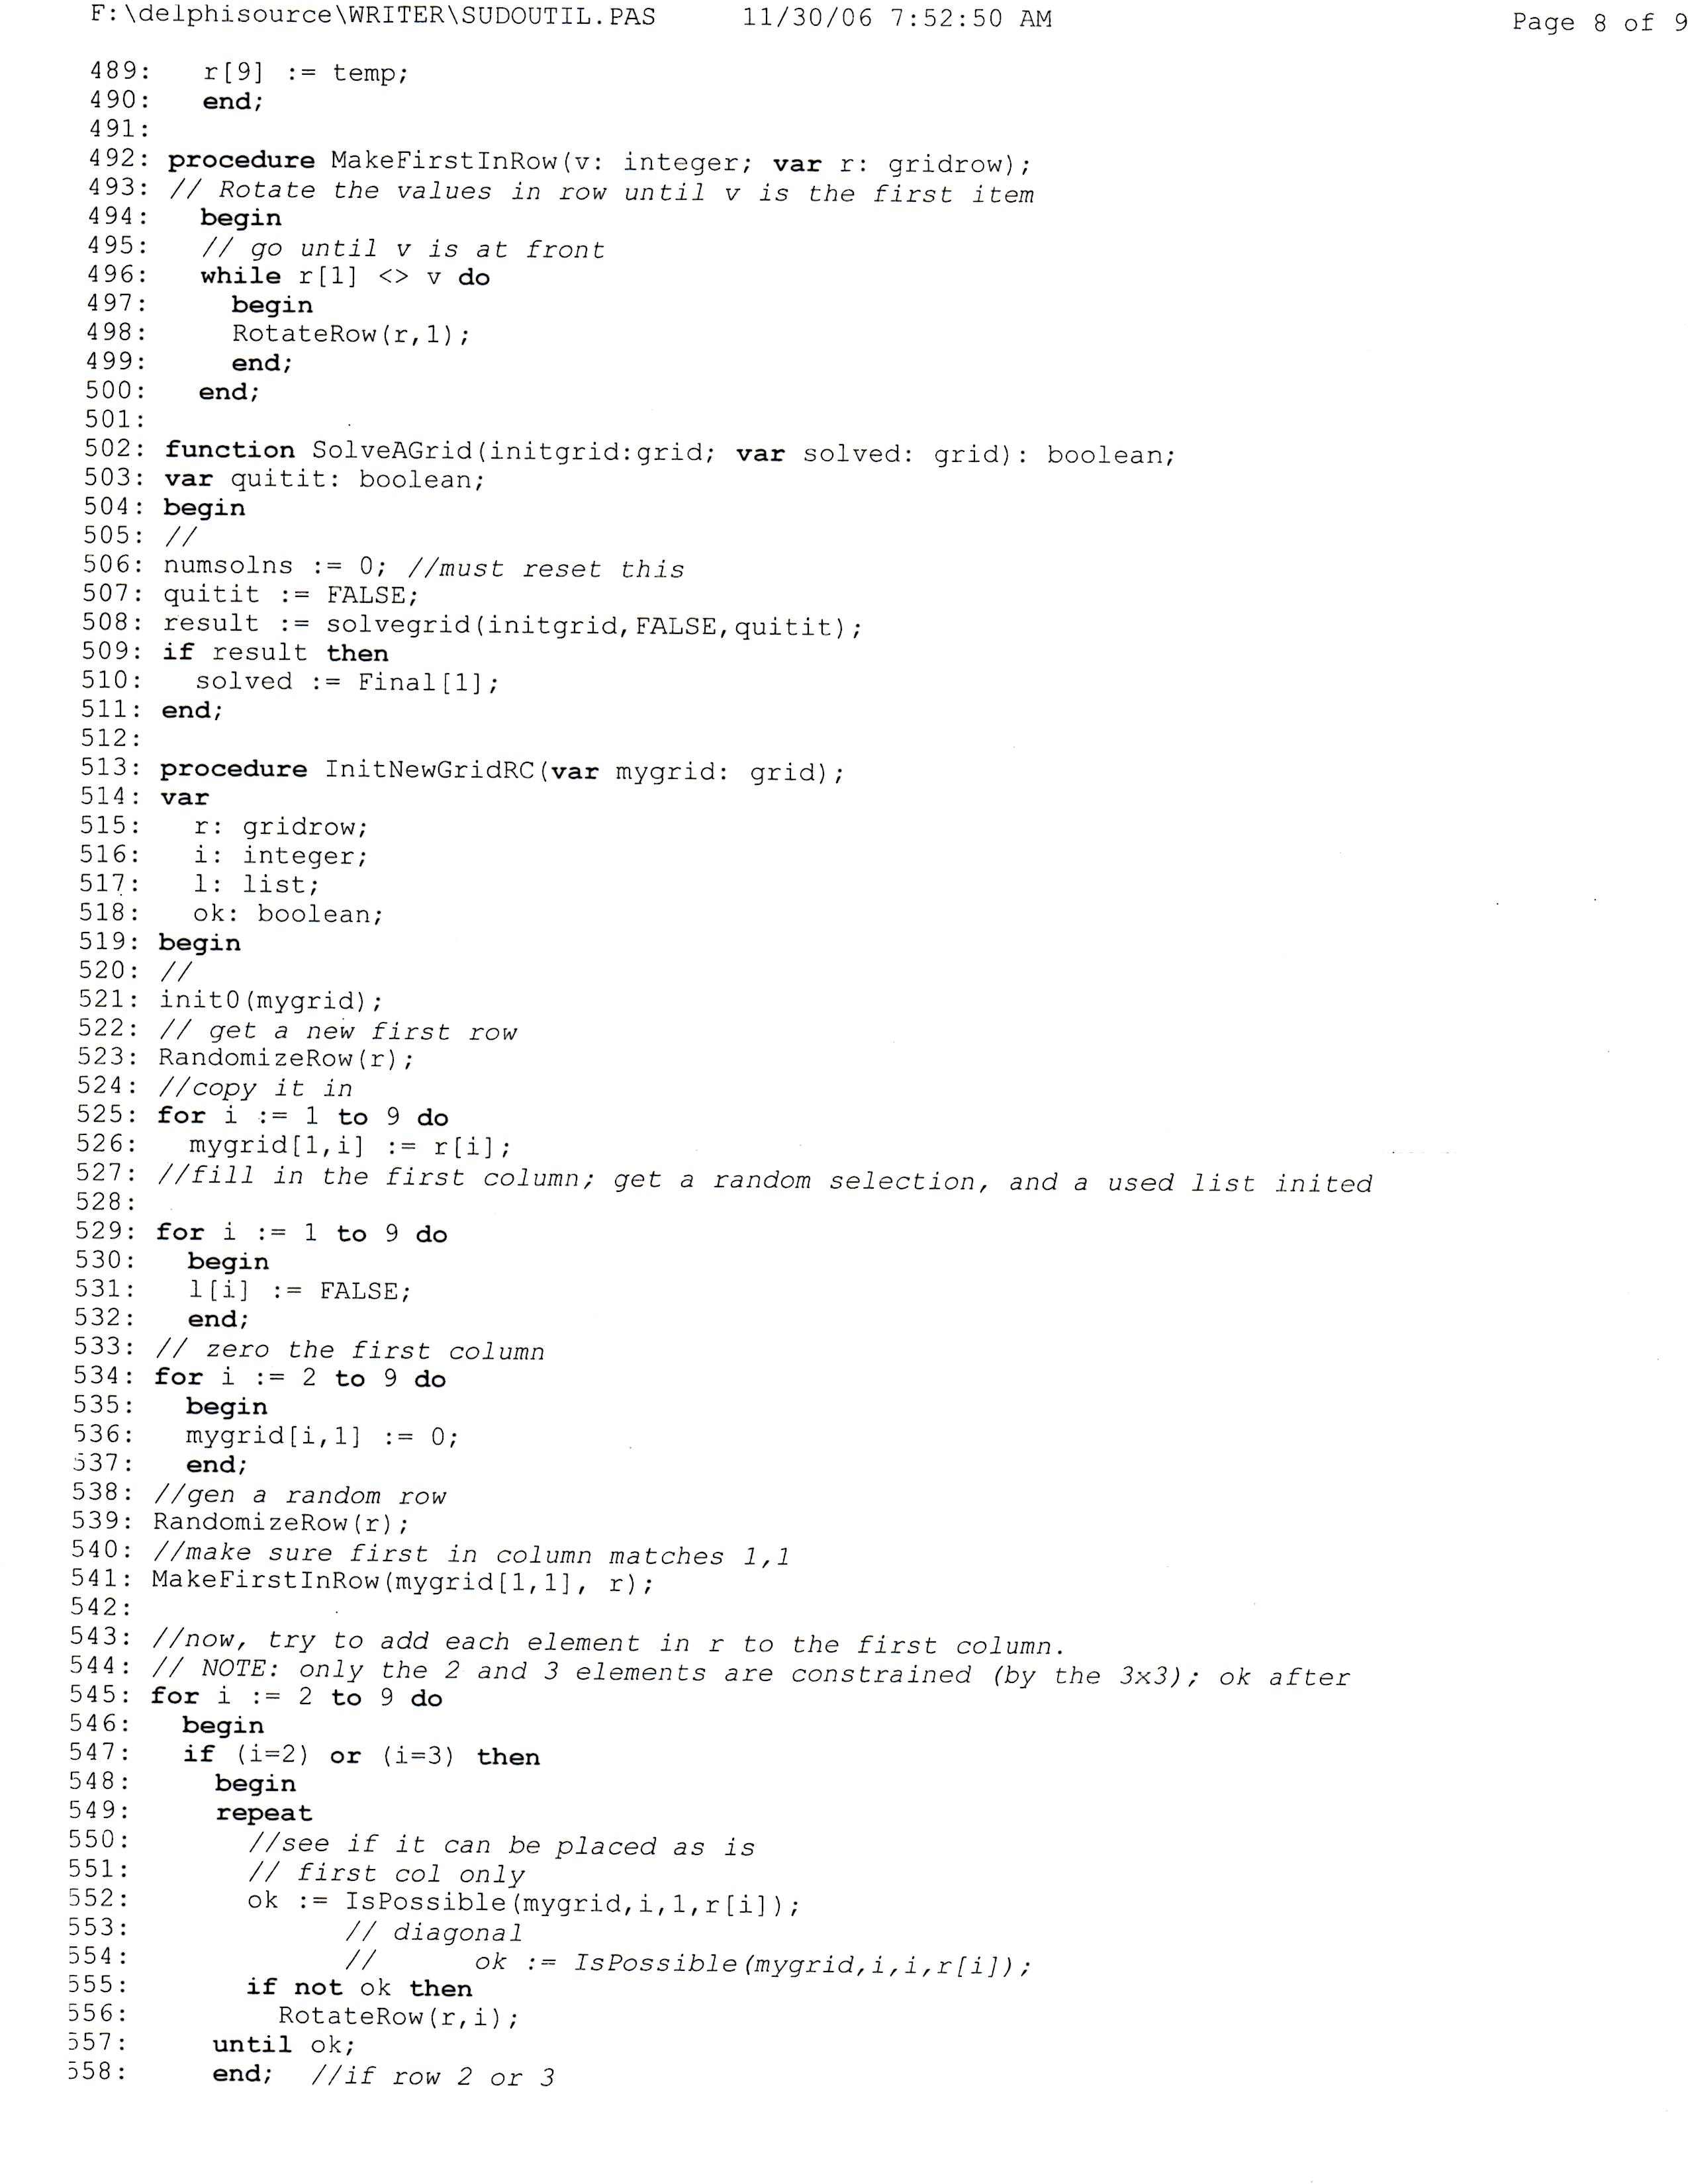 F:\delphisource\WRITER\SUDOUTIL.PAS 11/30/06 7:52:50 AM Page 8 of 9
489: r[9] := temp;
490: end;
491:
492: procedure MakeFirstInRow(v: integer; var r: gridrow);
493: // Rotate the values in row until v is the first item
494: begin
495: // go until v is at front
496: while r[1] <> v do
497: begin
498: RotateRow(r,1);
499: end;
500: end;
501:
502: function SolveAGrid(initgrid:grid; var solved: grid): boolean;
503: var quitit: boolean;
504: begin
505: //
506: numsolns := 0; //must reset this
507: quitit := FALSE;
508: result := solvegrid(initgrid,FALSE,quitit);
509: if result then
510: solved := Final[1];
511: end;
512:
513: procedure InitNewGridRC(var mygrid: grid);
514: var
515: r: gridrow;
516: i: integer;
517: l: list;
518: ok: boolean;
519: begin
520: //
521: init0(mygrid);
522: // get a new first row
523: RandomizeRow(r);
524: //copy it in
525: for i := 1 to 9 do
526: mygrid[1,i] := r[i];
527: //fill in the first column; get a random selection, and a used list inited
528:
529: for i := 1 to 9 do
530: begin
531: l[i] := FALSE;
532: end;
533: // zero the first column
534: for i := 2 to 9 do
535: begin
536: mygrid[i,1] := 0;
537: end;
538: //gen a random row
539: RandomizeRow(r);
540: //make sure first in column matches 1,1
541: MakeFirstInRow(mygrid[1,1], r);
542:
543: //now, try to add each element in r to the first column.
544: // NOTE: only the 2 and 3 elements are constrained (by the 3x3); ok after
545: for i := 2 to 9 do
546: begin
547: if (i=2) or (i=3) then
548: begin
549: repeat
550: //see if it can be placed as is
551: // first col only
552: ok := IsPossible(mygrid,i,1,r[i]);
553: // diagonal
554: // ok := IsPossible(mygrid,i,i,r[i]);
555: if not ok then
556: RotateRow(r,i);
557: until ok;
558: end; //if row 2 or 3